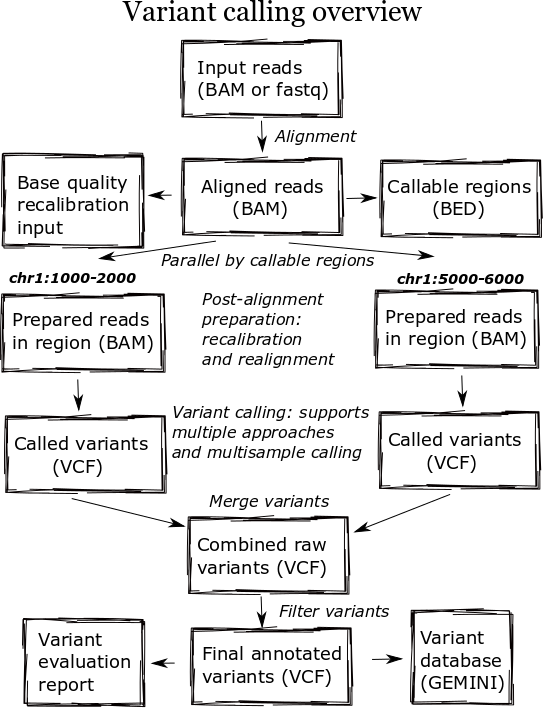 Variant calling overview
Input reads
(BAM or fastq)
Alignment
Base quality
recalibration
input
Aligned reads
(BAM)
Callable regions
(BED)
Parallel by callable regions
chr1:1000-2000
chr1:5000-6000
Prepared reads
in region (BAM)
Post-alignment
preparation:
recalibration
and realignment
Prepared reads
in region (BAM)
Called variants
(VCF)
Variant calling: supports
multiple approaches
and multisample calling
Called variants
(VCF)
Merge variants
Combined raw
variants (VCF)
Filter variants
Variant
evaluation
report
Final annotated
variants (VCF)
Variant
database
(GEMINI)